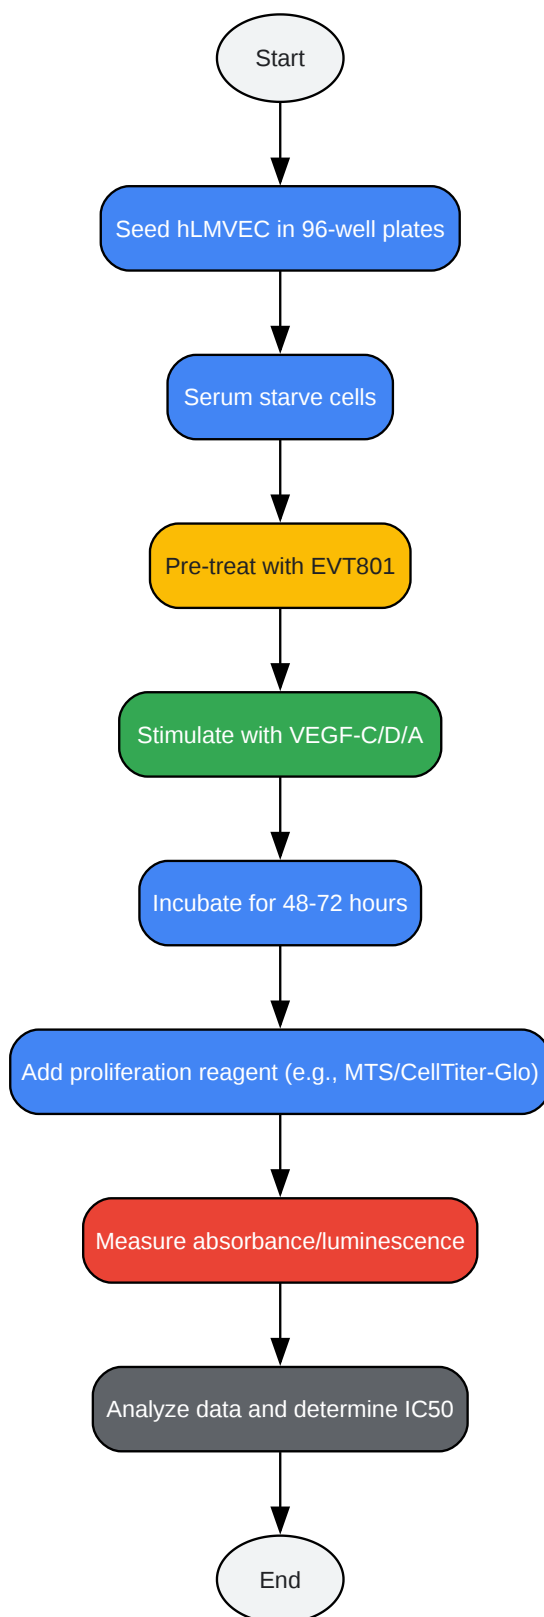 Start
Seed hLMVEC in 96-well plates
Serum starve cells
Pre-treat with EVT801
Stimulate with VEGF-C/D/A
Incubate for 48-72 hours
Add proliferation reagent (e.g., MTS/CellTiter-Glo)
Measure absorbance/luminescence
Analyze data and determine IC50
End